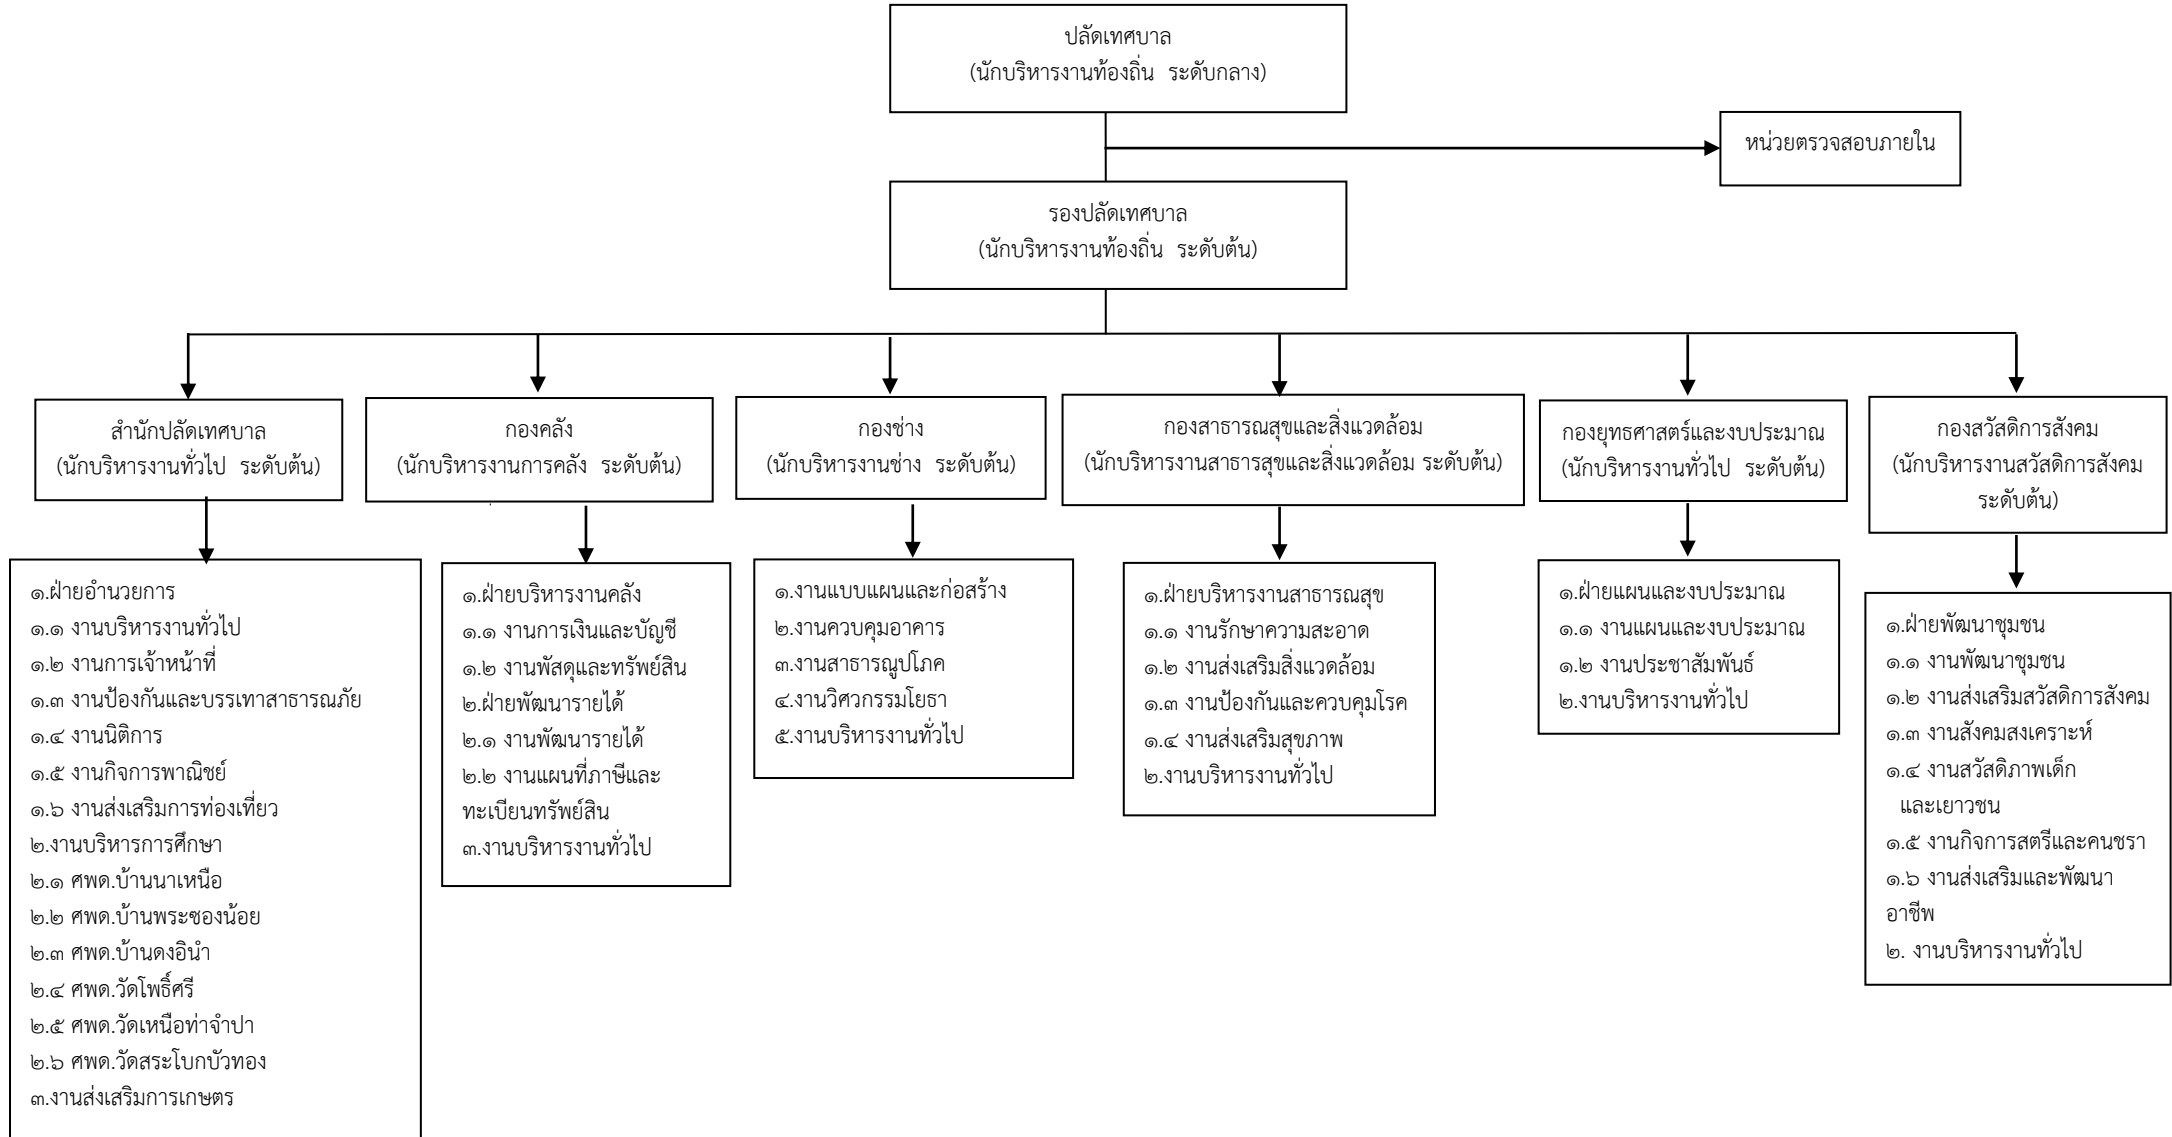 ปลัดเทศบาล
(นักบริหารงานท้องถิ่น ระดับกลาง)
หน่วยตรวจสอบภายใน
รองปลัดเทศบาล
(นักบริหารงานท้องถิ่น ระดับต้น)
สำนักปลัดเทศบาล
(นักบริหารงานทั่วไป ระดับต้น)
กองคลัง
(นักบริหารงานการคลัง ระดับต้น)
กองช่าง
(นักบริหารงานช่าง ระดับต้น)
กองสาธารณสุขและสิ่งแวดล้อม
(นักบริหารงานสาธารสุขและสิ่งแวดล้อม ระดับต้น)
กองยุทธศาสตร์และงบประมาณ
(นักบริหารงานทั่วไป ระดับต้น)
กองสวัสดิการสังคม
(นักบริหารงานสวัสดิการสังคม
ระดับต้น)
๑.ฝ่ายอำนวยการ
๑.๑ งานบริหารงานทั่วไป
๑.๒ งานการเจ้าหน้าที่
๑.๓ งานป้องกันและบรรเทาสาธารณภัย
๑.๔ งานนิติการ
๑.๕ งานกิจการพาณิชย์
๑.๖ งานส่งเสริมการท่องเที่ยว
๒.งานบริหารการศึกษา
๒.๑ ศพด.บ้านนาเหนือ
๒.๒ ศพด.บ้านพระซองน้อย
๒.๓ ศพด.บ้านดงอินำ
๒.๔ ศพด.วัดโพธิ์ศรี
๒.๕ ศพด.วัดเหนือท่าจำปา
๒.๖ ศพด.วัดสระโบกบัวทอง
๓.งานส่งเสริมการเกษตร
๑.ฝ่ายบริหารงานคลัง
๑.๑ งานการเงินและบัญชี
๑.๒ งานพัสดุและทรัพย์สิน
๒.ฝ่ายพัฒนารายได้
๒.๑ งานพัฒนารายได้
๒.๒ งานแผนที่ภาษีและ
ทะเบียนทรัพย์สิน
๓.งานบริหารงานทั่วไป
๑.งานแบบแผนและก่อสร้าง
๒.งานควบคุมอาคาร
๓.งานสาธารณูปโภค
๔.งานวิศวกรรมโยธา
๕.งานบริหารงานทั่วไป
๑.ฝ่ายบริหารงานสาธารณสุข
๑.๑ งานรักษาความสะอาด
๑.๒ งานส่งเสริมสิ่งแวดล้อม
๑.๓ งานป้องกันและควบคุมโรค
๑.๔ งานส่งเสริมสุขภาพ
๒.งานบริหารงานทั่วไป
๑.ฝ่ายแผนและงบประมาณ
๑.๑ งานแผนและงบประมาณ
๑.๒ งานประชาสัมพันธ์
๒.งานบริหารงานทั่วไป
๑.ฝ่ายพัฒนาชุมชน
๑.๑ งานพัฒนาชุมชน
๑.๒ งานส่งเสริมสวัสดิการสังคม
๑.๓ งานสังคมสงเคราะห์
๑.๔ งานสวัสดิภาพเด็ก
และเยาวชน
๑.๕ งานกิจการสตรีและคนชรา
๑.๖ งานส่งเสริมและพัฒนา
อาชีพ
๒. งานบริหารงานทั่วไป